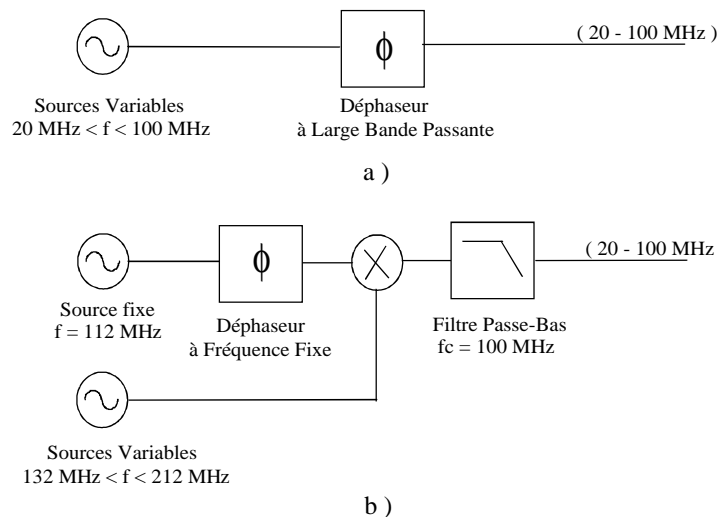 ( 20 - 100 MHz )
ϕ
Sources Variables
20 MHz < f < 100 MHz
Déphaseur
à Large Bande Passante
a )
ϕ
( 20 - 100 MHz
Source fixe
f = 112 MHz
Déphaseur
à Fréquence Fixe
Filtre Passe-Bas
fc = 100 MHz
Sources Variables
132 MHz < f < 212 MHz
b )